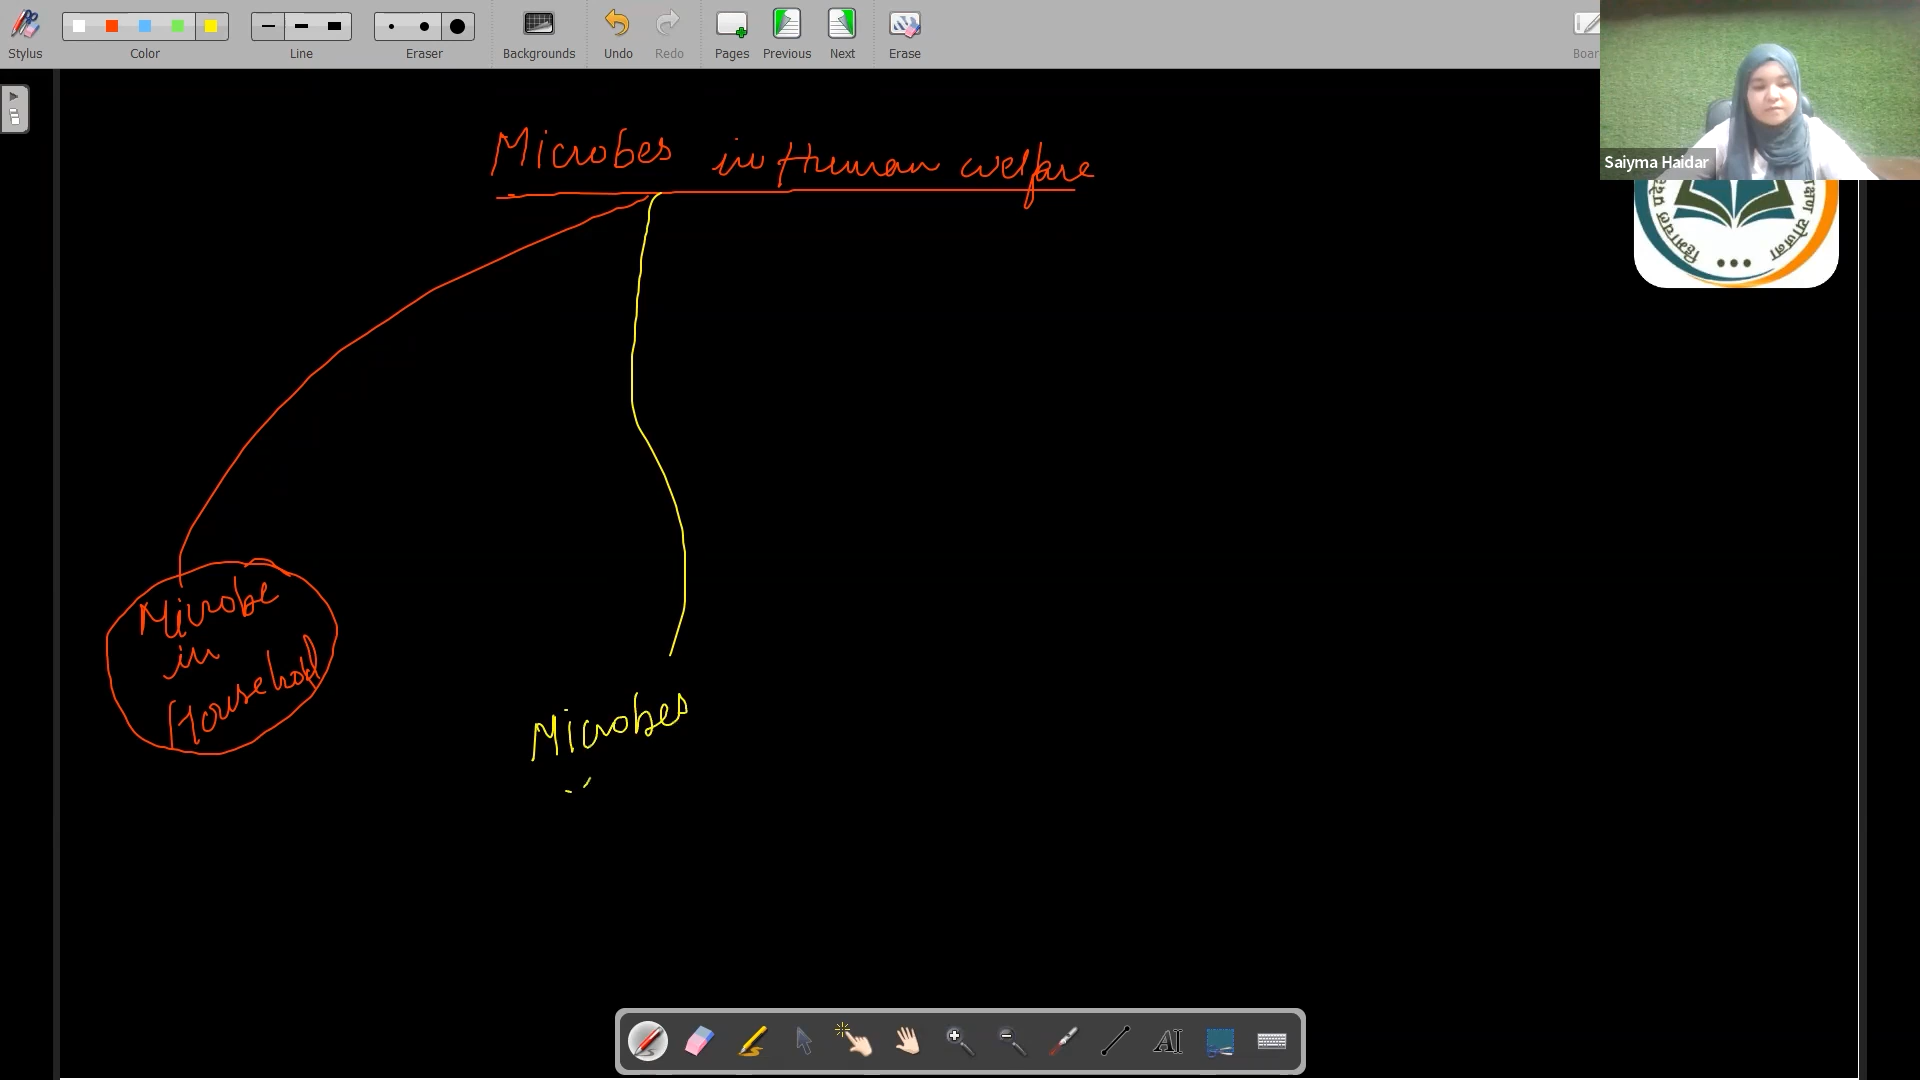 Stylus
Color
Line
Eraser
Backgrounds
Undo
Redo
Pages
Previous
Next
Erase
Boar
Saiyma Haidar
Microbes in Human welfare
Microbe
in
Household
Microbes